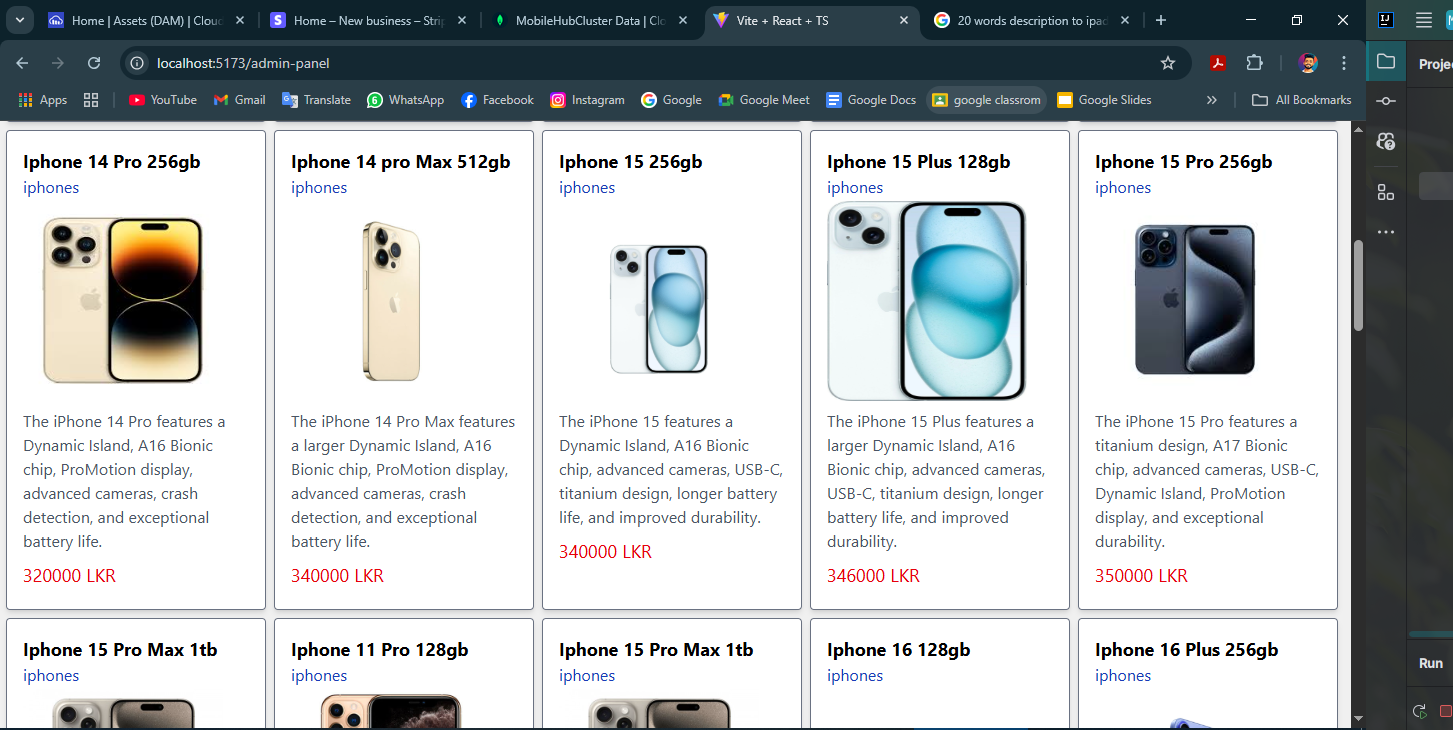 Home | Assets (DAM) | Cloud
Home – New business – Strip
MobileHubCluster Data | Clo
Vite + React + TS
20 words description to ipad
localhost:5173/admin-panel
Apps
YouTube
Gmail
Translate
WhatsApp
Facebook
Instagram
Google
Google Meet
Google Docs
google classrom
Google Slides
All Bookmarks
Projec
Iphone 14 Pro 256gb
iphones
The iPhone 14 Pro features a
Dynamic Island, A16 Bionic
chip, ProMotion display,
advanced cameras, crash
detection, and exceptional
battery life.
320000 LKR
Iphone 14 pro Max 512gb
iphones
The iPhone 14 Pro Max features
a larger Dynamic Island, A16
Bionic chip, ProMotion display,
advanced cameras, crash
detection, and exceptional
battery life.
340000 LKR
Iphone 15 256gb
iphones
The iPhone 15 features a
Dynamic Island, A16 Bionic
chip, advanced cameras, USB-C,
titanium design, longer battery
life, and improved durability.
340000 LKR
Iphone 15 Plus 128gb
iphones
The iPhone 15 Plus features a
larger Dynamic Island, A16
Bionic chip, advanced cameras,
USB-C, titanium design, longer
battery life, and improved
durability.
346000 LKR
Iphone 15 Pro 256gb
iphones
The iPhone 15 Pro features a
titanium design, A17 Bionic
chip, advanced cameras, USB-C,
Dynamic Island, ProMotion
display, and exceptional
durability.
350000 LKR
Iphone 15 Pro Max 1tb
iphones
Iphone 11 Pro 128gb
iphones
Iphone 15 Pro Max 1tb
iphones
Iphone 16 128gb
iphones
Iphone 16 Plus 256gb
iphones
Run